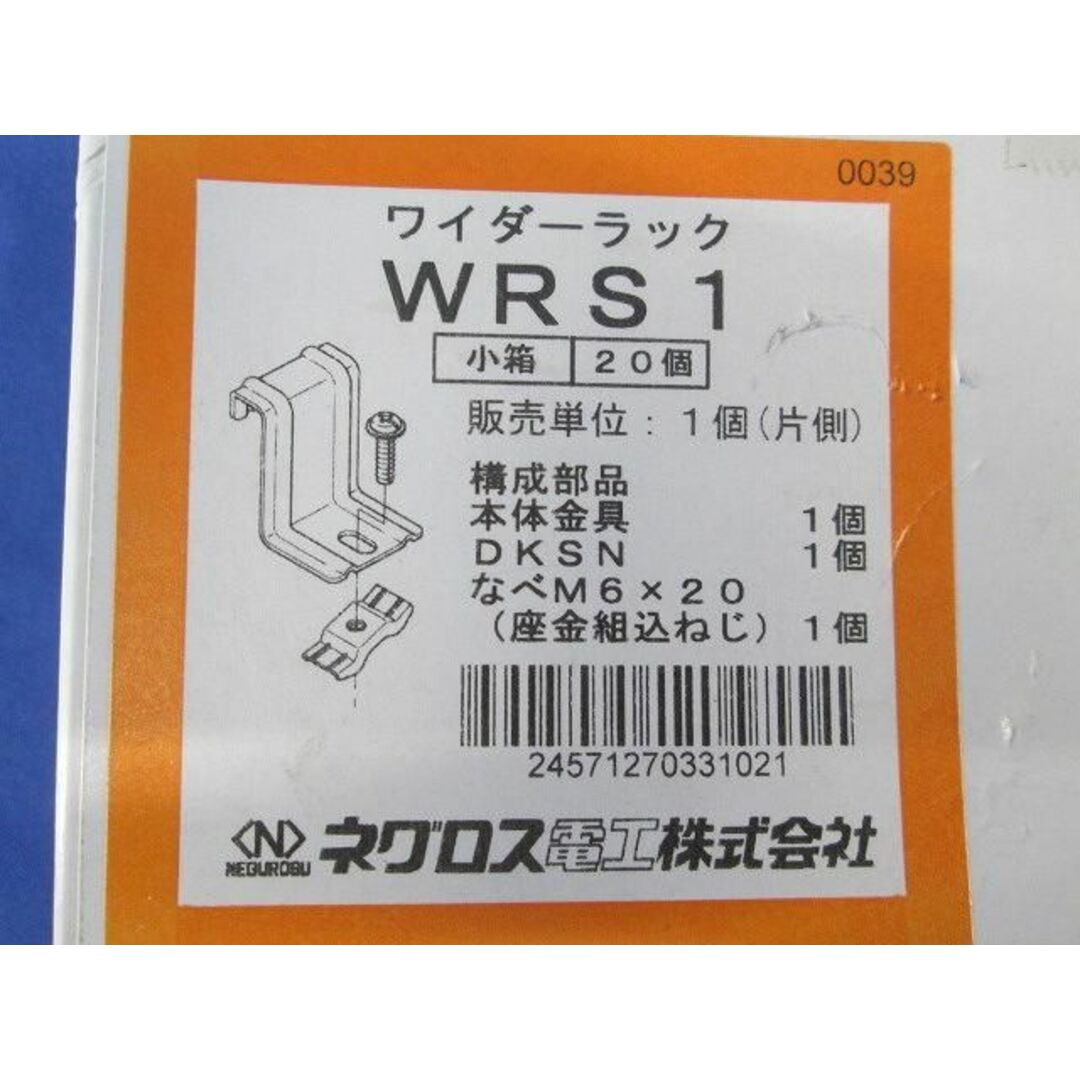 0039
ワイダーラック
WRS1
小箱 20個
販売単位：1個(片側)
構成部品
本体金具 1個
DKSN 1個
なべM6×20
（座金組込ねじ）1個
24571270331021
N
NEGUROSU ネグロス電工株式会社